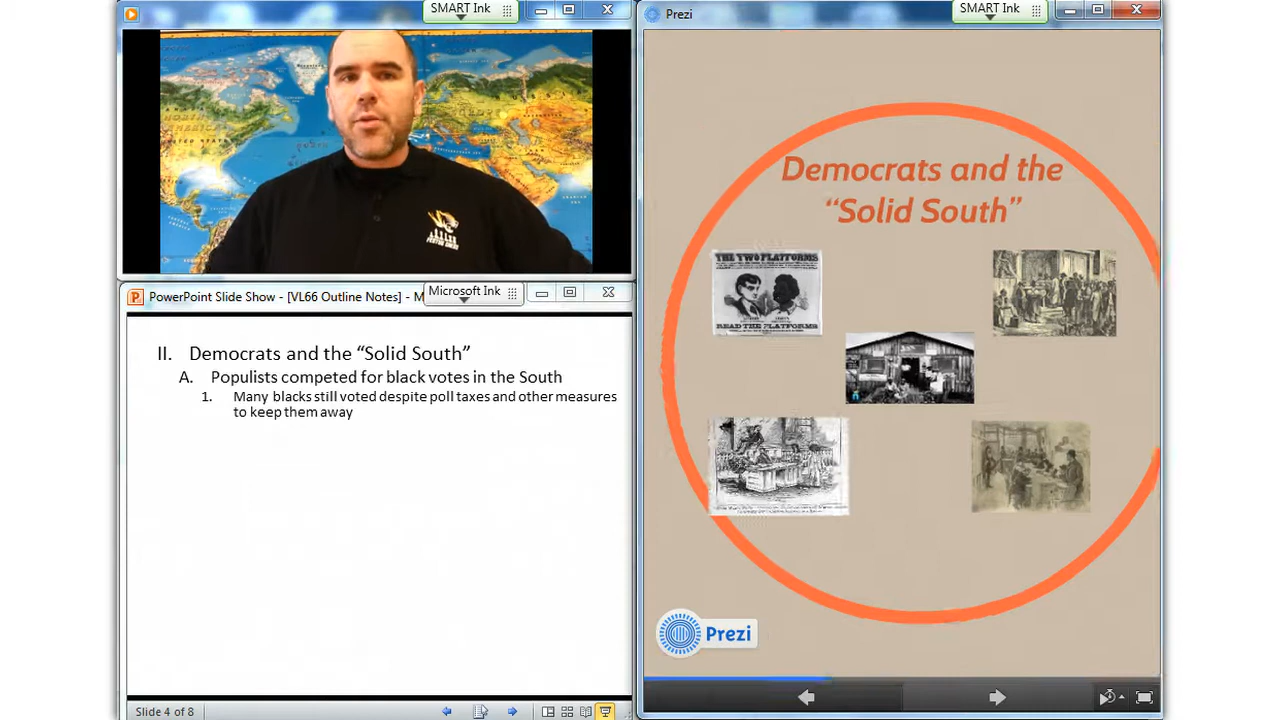 SMART Ink
Prezi
SMART Ink
PowerPoint Slide Show - [VL66 Outline Notes] - M
Microsoft Ink
II. Democrats and the “Solid South”
A. Populists competed for black votes in the South
1. Many blacks still voted despite poll taxes and other measures
to keep them away
Slide 4 of 8
Democrats and the
“Solid South”
THE TWO PLATFORMS
READ THE PLATFORMS
Prezi